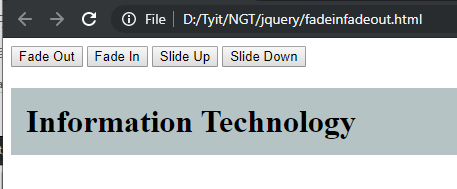 File D:/Tyit/NGT/jquery/fadeinfadeout.html
Fade Out Fade In Slide Up Slide Down
Information Technology